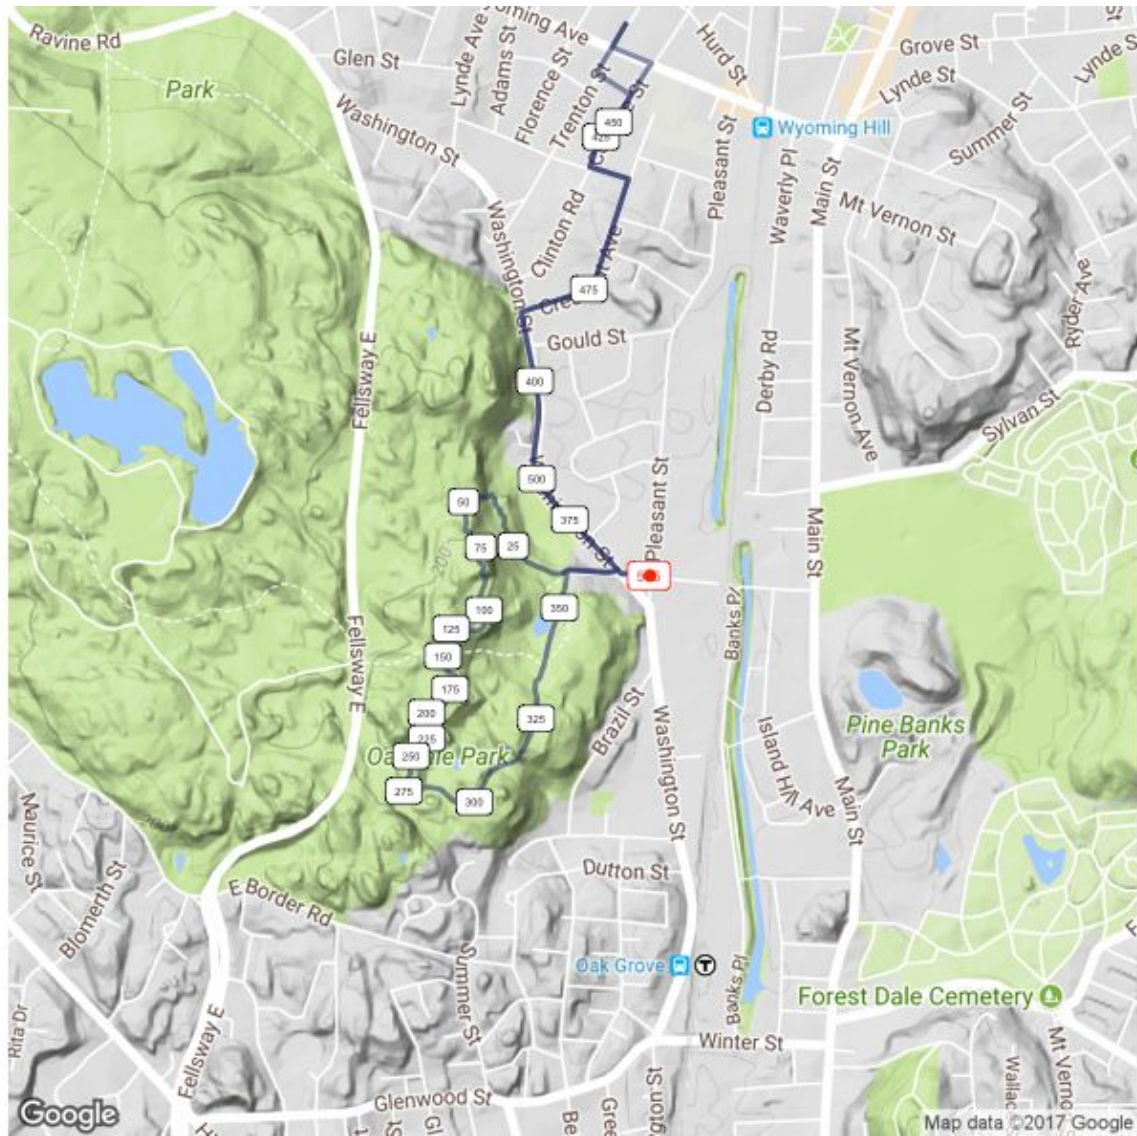 Ravine Rd
Park
Glen St
Washington St
Lynde Ave
Adams St
Florence St
Trenton St
Hurd St
Grove St
Lynde St
Summer St
Wyoming Hill
Pleasant St
Waverly Pl
Main St
Mt Vernon St
Ryder Ave
450
Clinton Rd
Washington St
475
Gould St
Fellsway E
400
Derby Rd
Mt Vernon Ave
Sylvan St
500
375
Pleasant St
50
75
25
200
Main St
350
100
125
150
175
200
225
250
275
300
325
Fellsway E
Brazil St
Banks Pl
Washington St
Island Hill Ave
Pine Banks
Park
Main St
Maurice St
Blomerth St
E Border Rd
Dutton St
Summer St
Oak Grove
T
Banks Pl
Forest Dale Cemetery
Winter St
Rita Dr
Fellsway E
Glenwood St
Google
Map data ©2017 Google